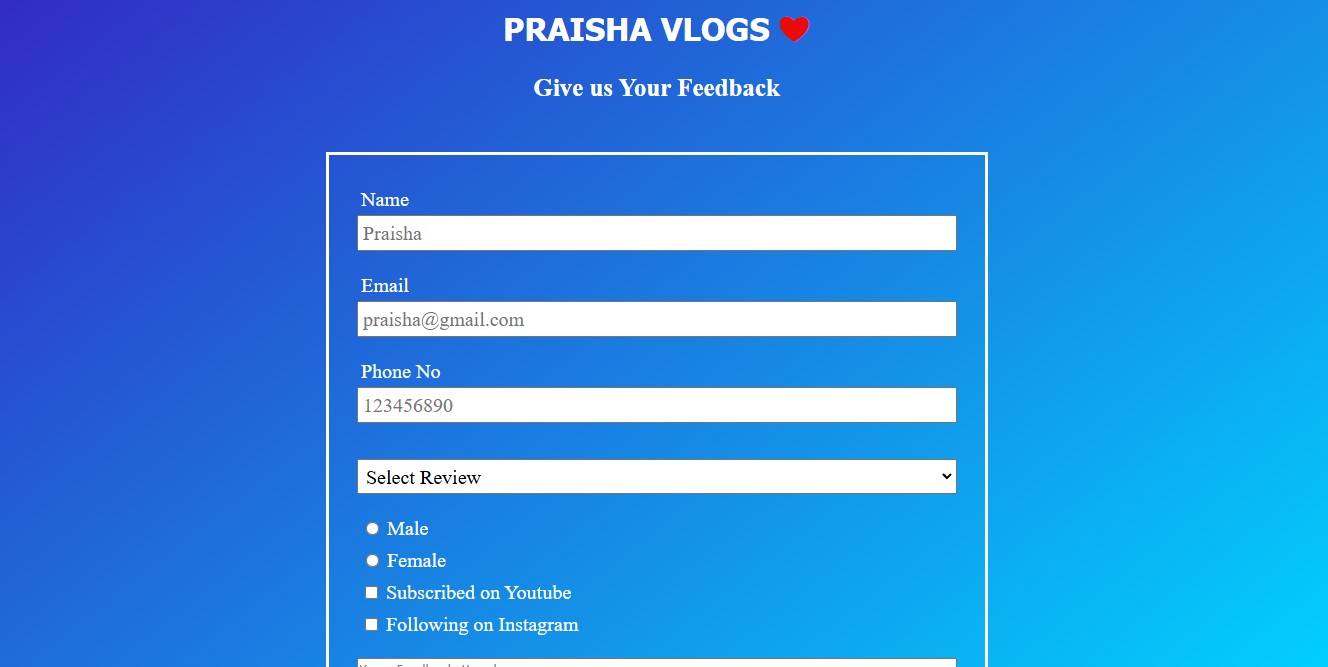 PRAISHA VLOGS ❤
Give us Your Feedback
Name
Praisha
Email
praisha@gmail.com
Phone No
123456890
Select Review
Male
Female
Subscribed on Youtube
Following on Instagram